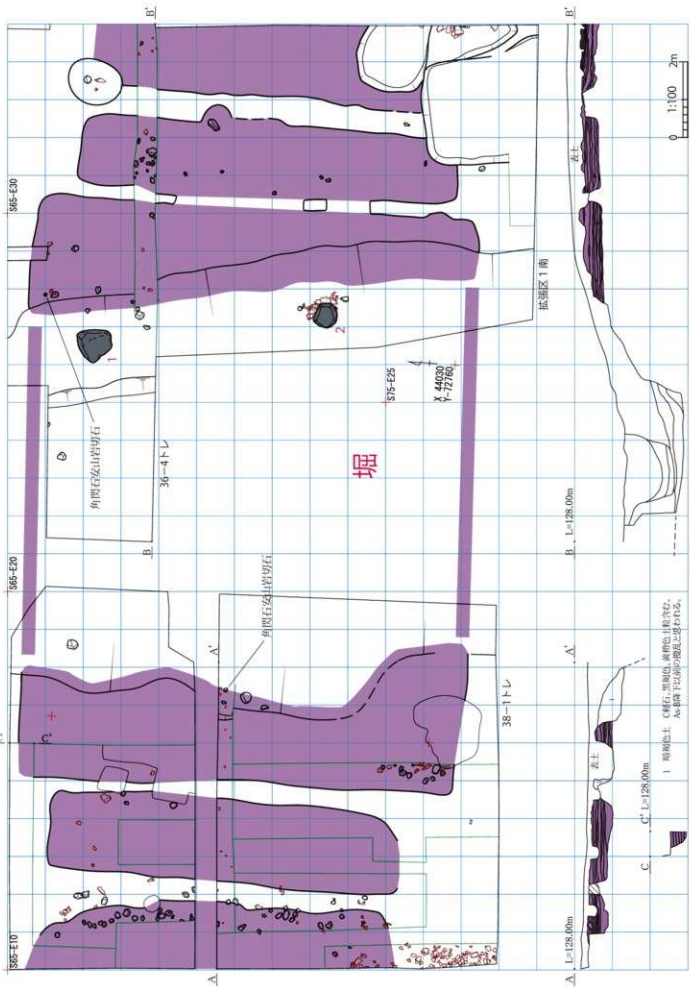 S65-E10
S65-E20
S65-E30
B'
B'
A
A'
B
B
C'
角閃石安山岩切石
角閃石安山岩切石
36-4トレ
38-1トレ
拡張区 1 南
1
2
堀
S75-E25
X 44030
Y-72760
表土
表土
A L=128.00m
A'
B L=128.00m
C C' L=128.00m
1 暗褐色土 C軽石、黒褐色、黄橙色土粒含む。
As-B降下以前の攪乱と思われる。
0 1:100 2m